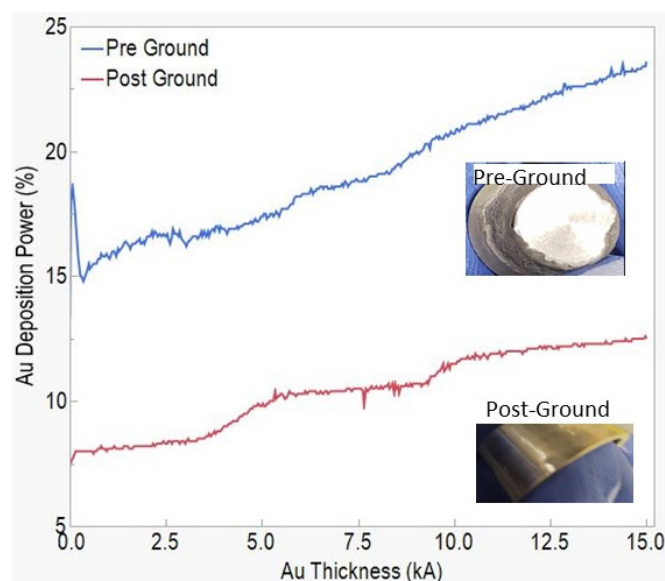 25
Pre Ground
Post Ground
20
15
10
5
Au Deposition Power (%)
Pre-Ground
Post-Ground
0.0 2.5 5.0 7.5 10.0 12.5 15.0
Au Thickness (kA)